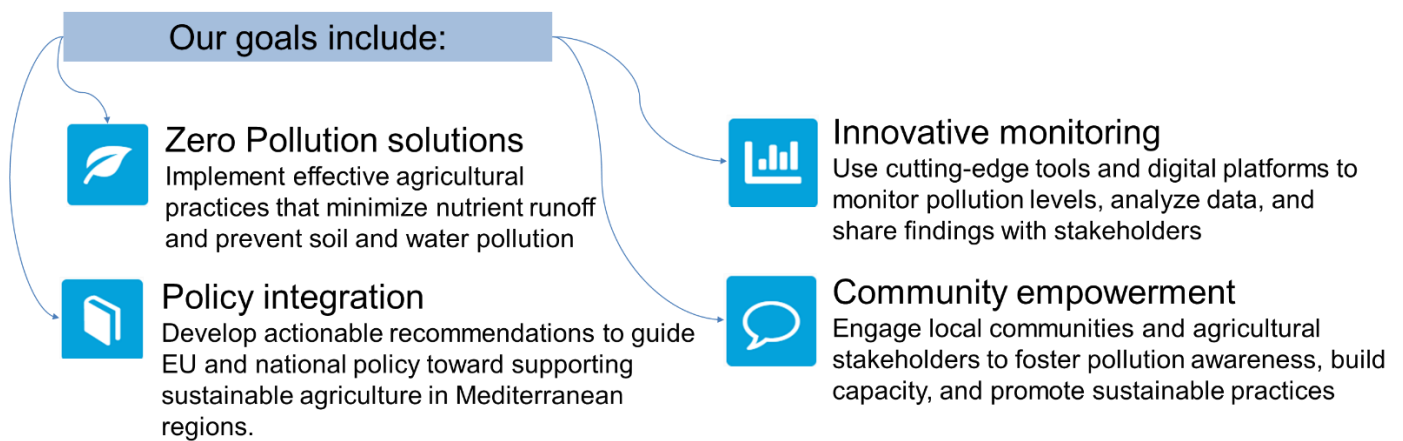 Our goals include:
Zero Pollution solutions
Implement effective agricultural
practices that minimize nutrient runoff
and prevent soil and water pollution
Innovative monitoring
Use cutting-edge tools and digital platforms to
monitor pollution levels, analyze data, and
share findings with stakeholders
Policy integration
Develop actionable recommendations to guide
EU and national policy toward supporting
sustainable agriculture in Mediterranean
regions.
Community empowerment
Engage local communities and agricultural
stakeholders to foster pollution awareness, build
capacity, and promote sustainable practices